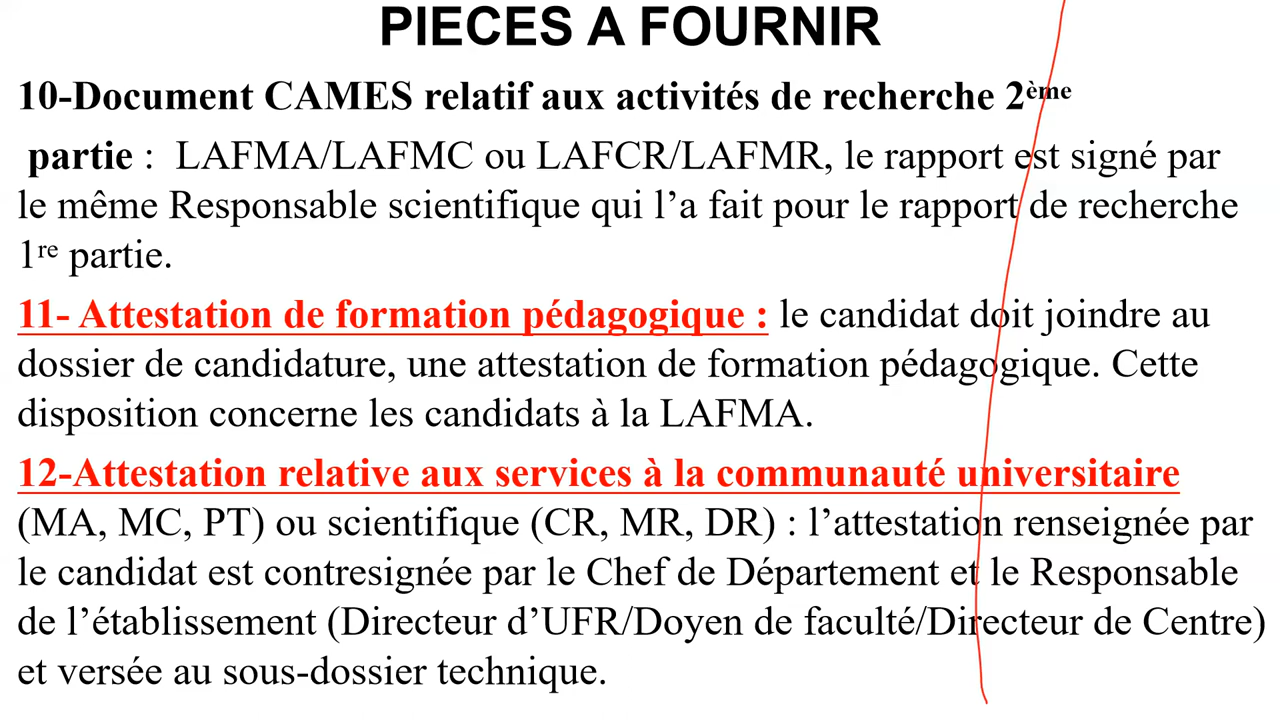 PIECES A FOURNIR
10-Document CAMES relatif aux activités de recherche 2ème
partie : LAFMA/LAFMC ou LAFCR/LAFMR, le rapport est signé par
le même Responsable scientifique qui l’a fait pour le rapport de recherche
1re partie.
11- Attestation de formation pédagogique : le candidat doit joindre au
dossier de candidature, une attestation de formation pédagogique. Cette
disposition concerne les candidats à la LAFMA.
12-Attestation relative aux services à la communauté universitaire
(MA, MC, PT) ou scientifique (CR, MR, DR) : l’attestation renseignée par
le candidat est contresignée par le Chef de Département et le Responsable
de l’établissement (Directeur d’UFR/Doyen de faculté/Directeur de Centre)
et versée au sous-dossier technique.